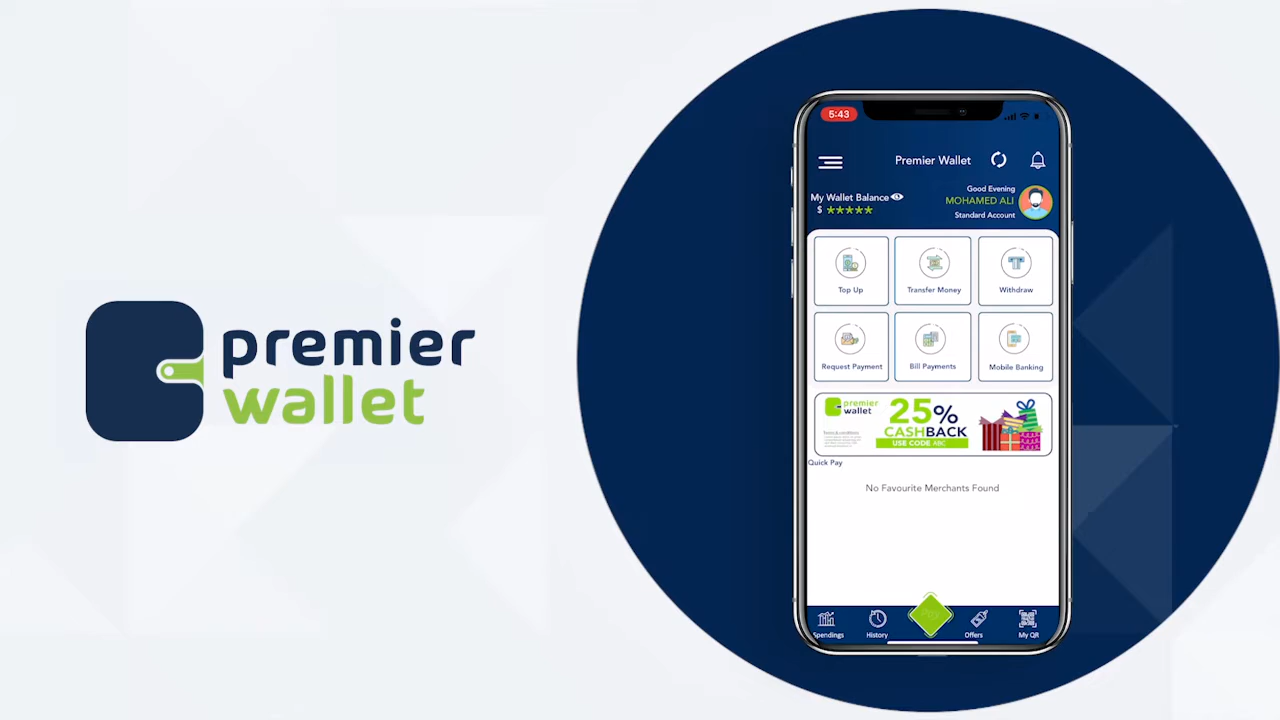 premier
wallet
5:43
Premier Wallet
Good Evening
My Wallet Balance
MOHAMED ALI
$ ★★★★★
Standard Account
Top Up
Transfer Money
Withdraw
Request Payment
Bill Payments
Mobile Banking
premier
wallet
25%
CASHBACK
USE CODE ABC
Terms & conditions
Quick Pay
No Favourite Merchants Found
Spendings
History
Offers
My QR